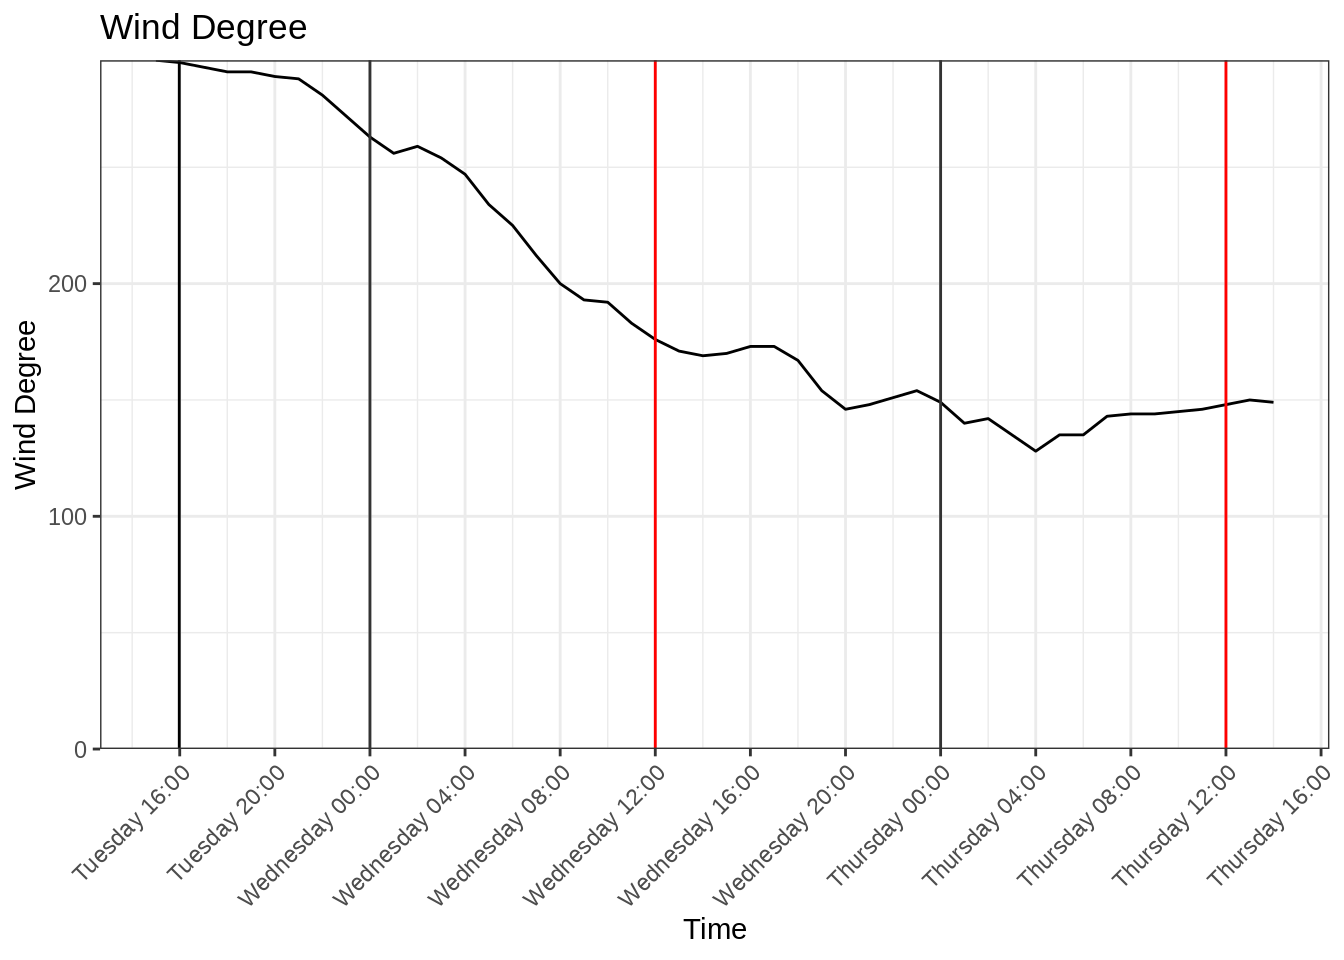 Wind Degree
Wind Degree
200
100
0
Tuesday 16:00
Tuesday 20:00
Wednesday 00:00
Wednesday 04:00
Wednesday 08:00
Wednesday 12:00
Wednesday 16:00
Wednesday 20:00
Thursday 00:00
Thursday 04:00
Thursday 08:00
Thursday 12:00
Thursday 16:00
Time